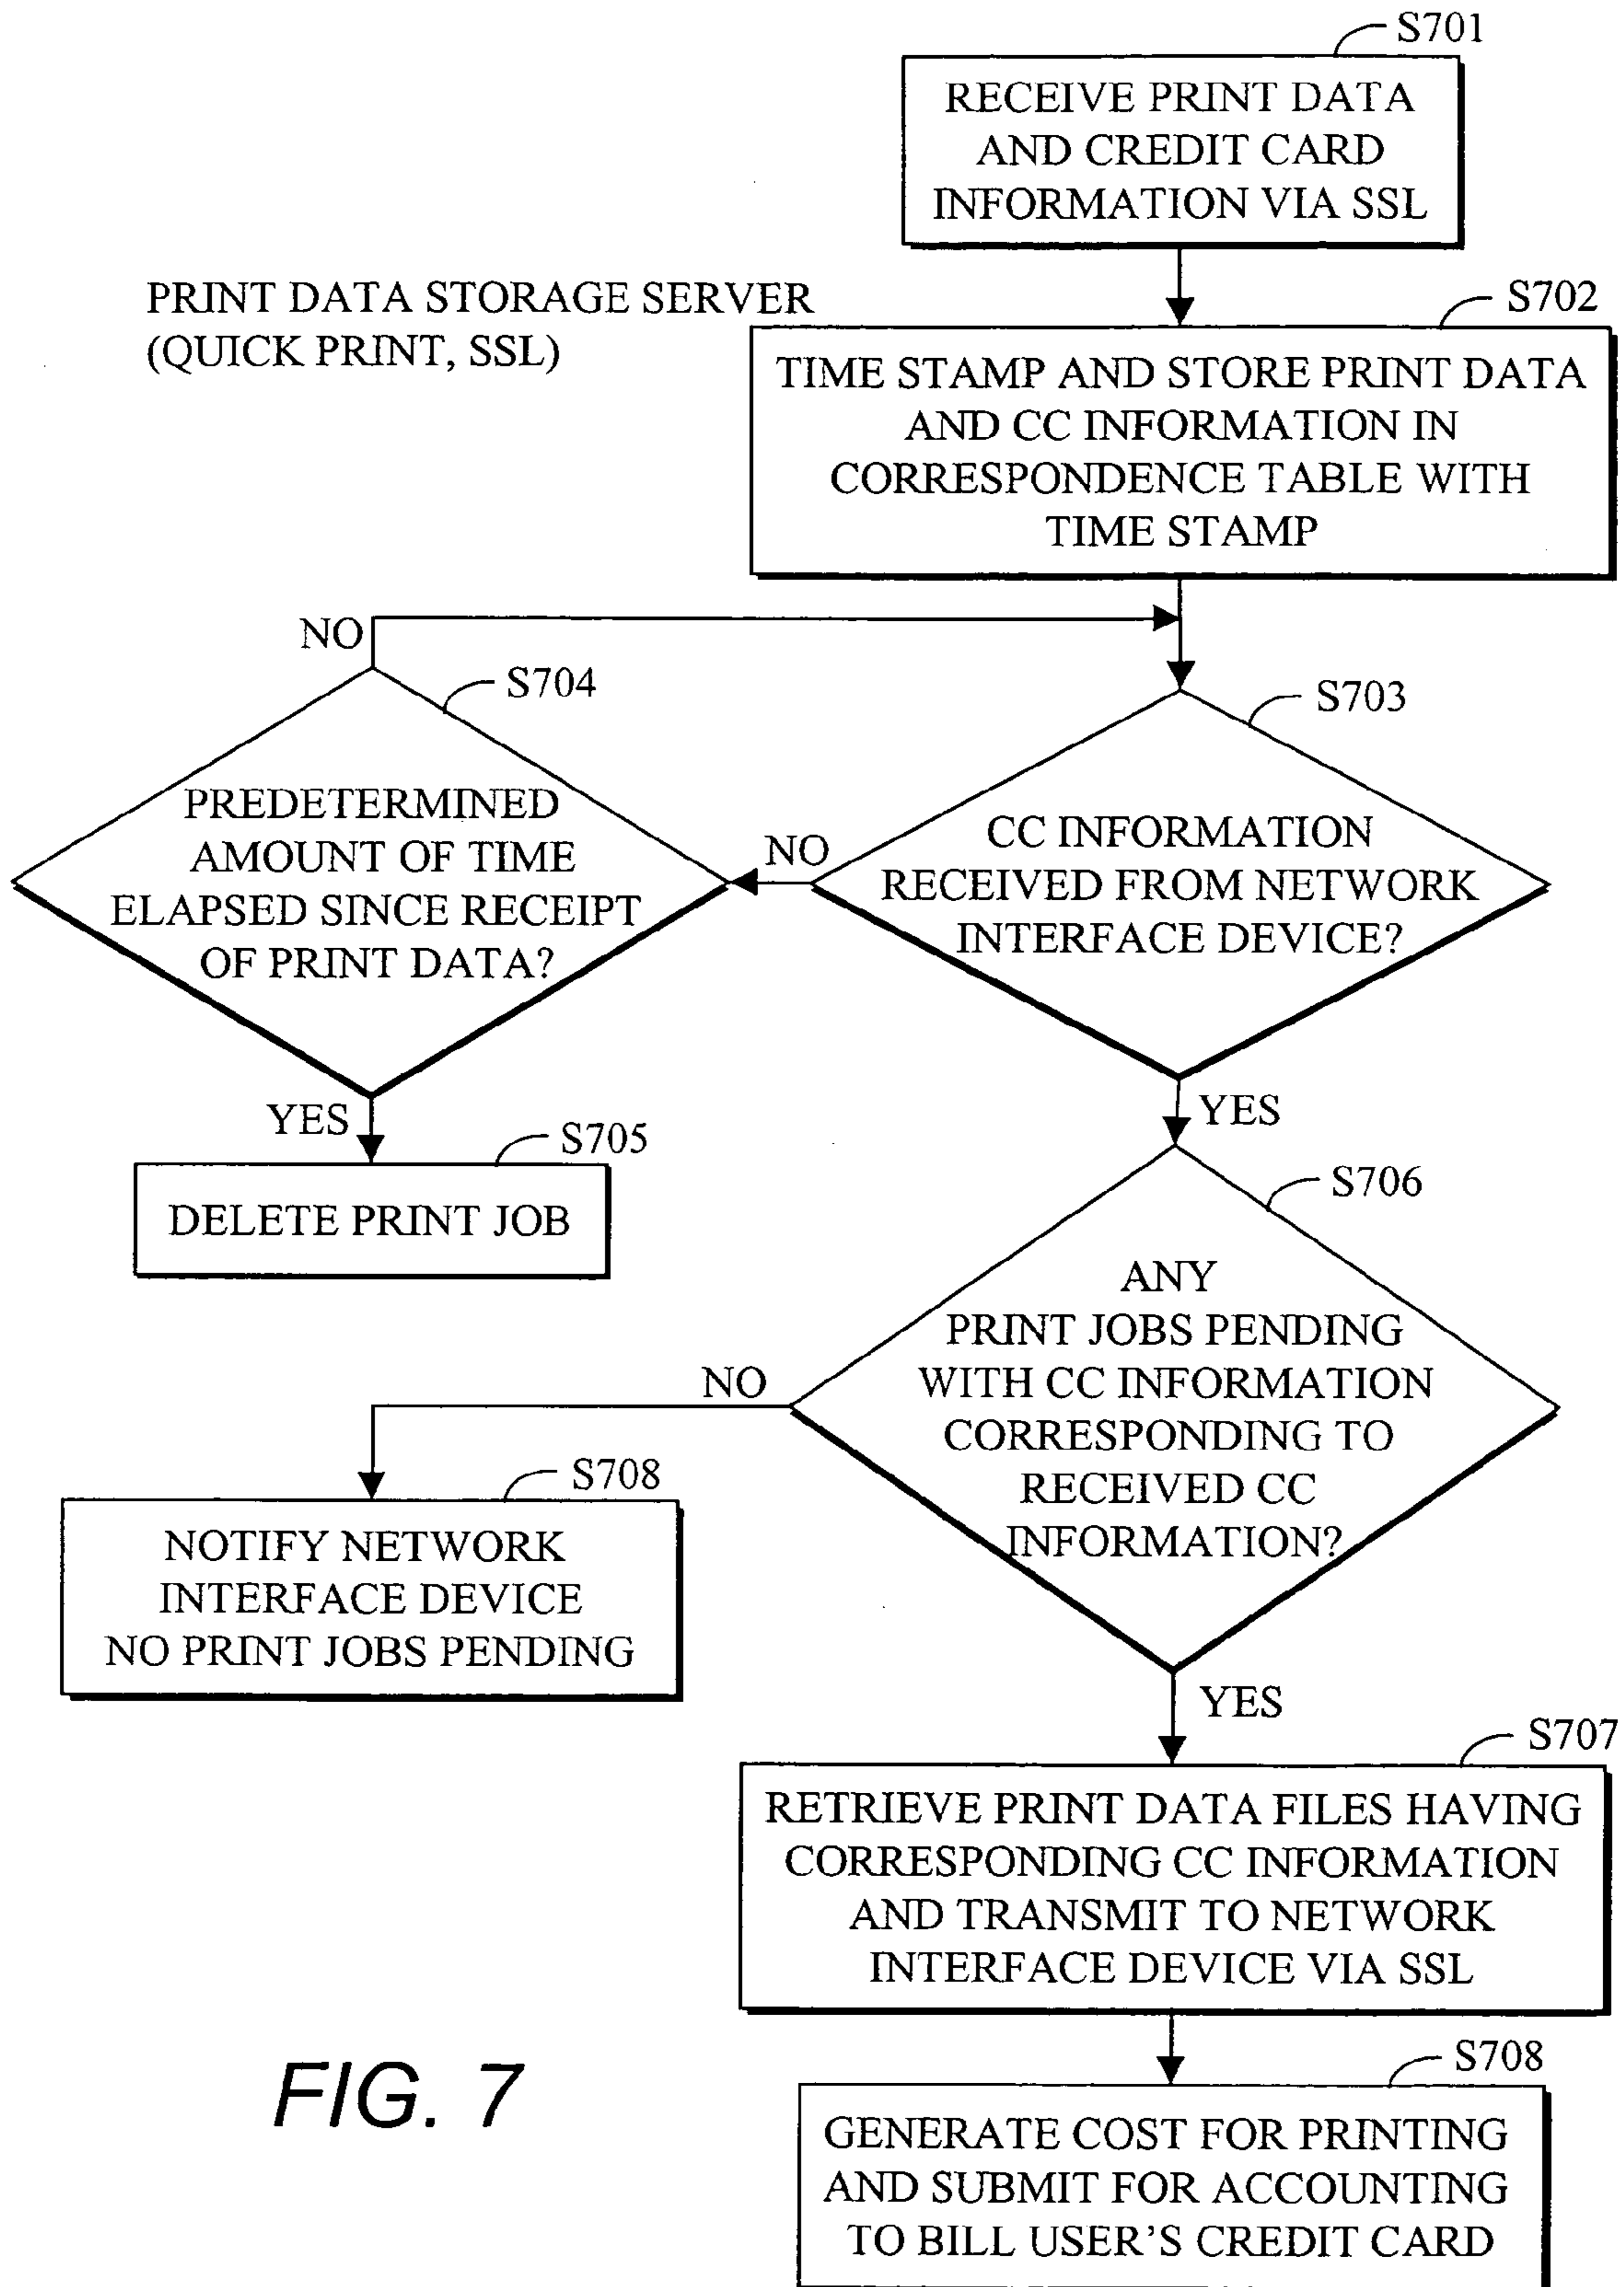 S701
RECEIVE PRINT DATA
AND CREDIT CARD
INFORMATION VIA SSL
PRINT DATA STORAGE SERVER
(QUICK PRINT, SSL)
S702
TIME STAMP AND STORE PRINT DATA
AND CC INFORMATION IN
CORRESPONDENCE TABLE WITH
TIME STAMP
NO
S704
PREDETERMINED
AMOUNT OF TIME
ELAPSED SINCE RECEIPT
OF PRINT DATA?
NO
S703
CC INFORMATION
RECEIVED FROM NETWORK
INTERFACE DEVICE?
YES
S705
DELETE PRINT JOB
YES
S706
ANY
PRINT JOBS PENDING
WITH CC INFORMATION
CORRESPONDING TO
RECEIVED CC
INFORMATION?
NO
S708
NOTIFY NETWORK
INTERFACE DEVICE
NO PRINT JOBS PENDING
YES
S707
RETRIEVE PRINT DATA FILES HAVING
CORRESPONDING CC INFORMATION
AND TRANSMIT TO NETWORK
INTERFACE DEVICE VIA SSL
S708
GENERATE COST FOR PRINTING
AND SUBMIT FOR ACCOUNTING
TO BILL USER'S CREDIT CARD
FIG. 7